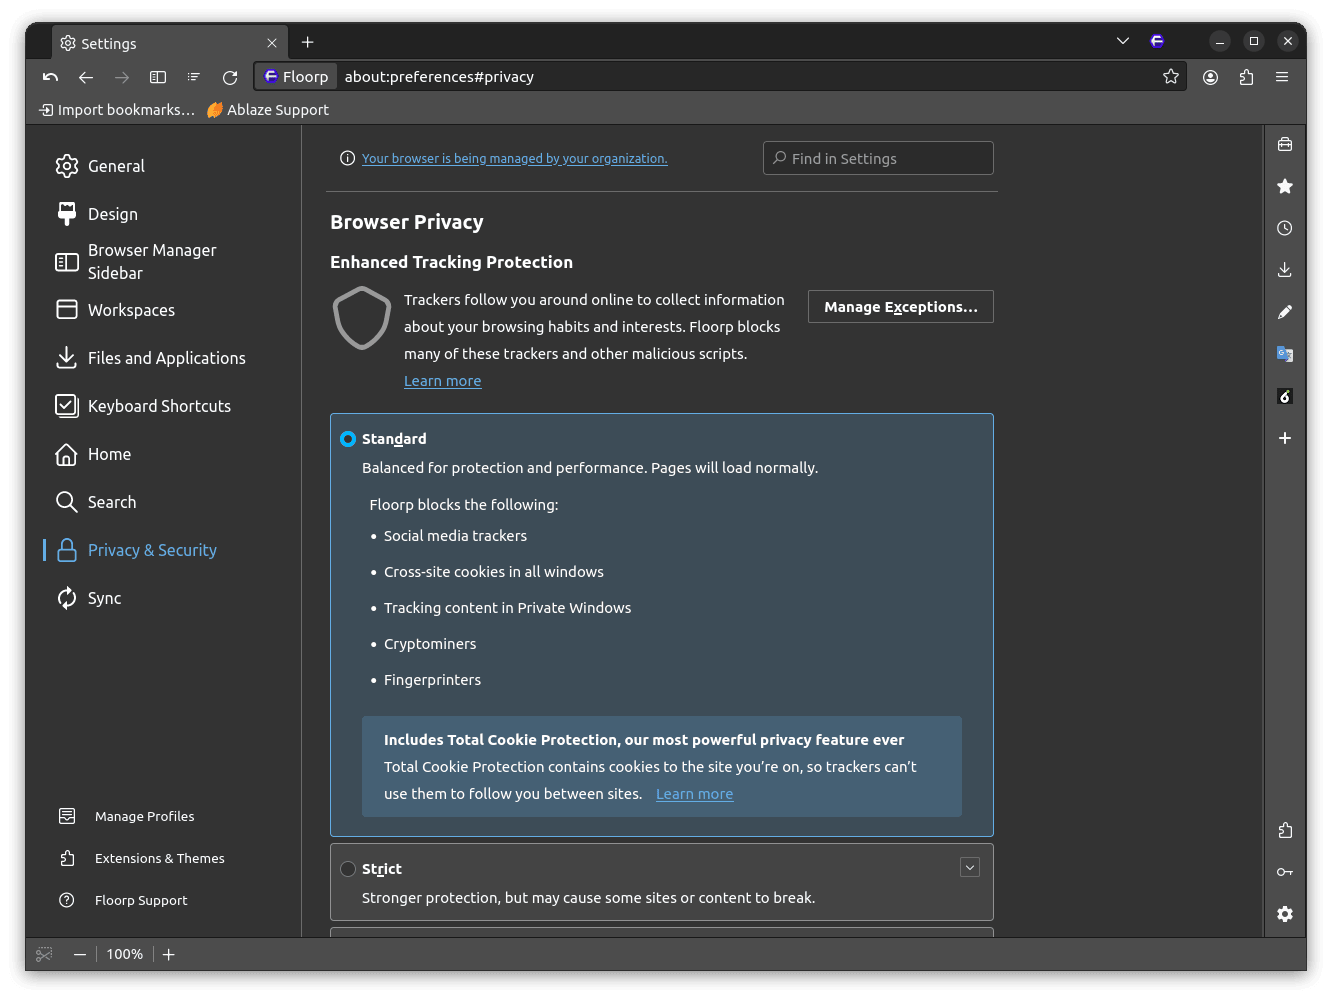 Settings
Floorp about:preferences#privacy
Import bookmarks… Ablaze Support
General
Design
Browser Manager
Sidebar
Workspaces
Files and Applications
Keyboard Shortcuts
Home
Search
Privacy & Security
Sync
Manage Profiles
Extensions & Themes
Floorp Support
Your browser is being managed by your organization.
Find in Settings
Browser Privacy
Enhanced Tracking Protection
Trackers follow you around online to collect information
about your browsing habits and interests. Floorp blocks
many of these trackers and other malicious scripts.
Learn more
Manage Exceptions…
Standard
Balanced for protection and performance. Pages will load normally.
Floorp blocks the following:
• Social media trackers
• Cross-site cookies in all windows
• Tracking content in Private Windows
• Cryptominers
• Fingerprinters
Includes Total Cookie Protection, our most powerful privacy feature ever
Total Cookie Protection contains cookies to the site you’re on, so trackers can’t
use them to follow you between sites. Learn more
Strict
Stronger protection, but may cause some sites or content to break.
100%